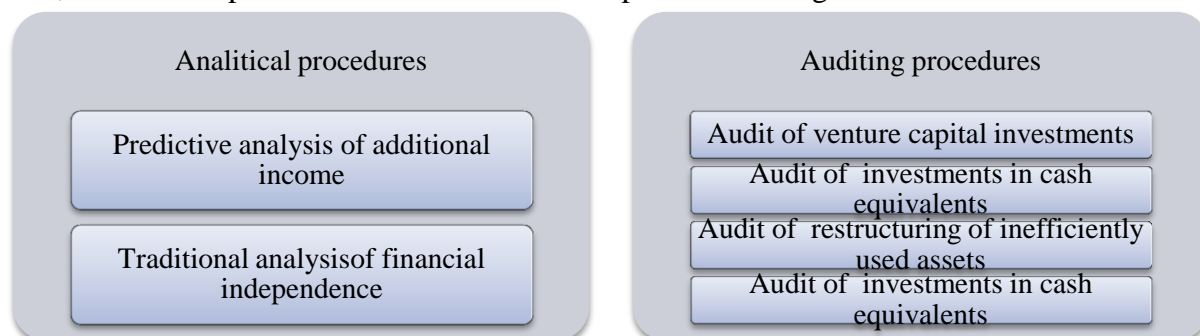 Analitical procedures
Predictive analysis of additional
income
Traditional analysisof financial
independence
Auditing procedures
Audit of venture capital investments
Audit of investments in cash
equivalents
Audit of restructuring of inefficiently
used assets
Audit of investments in cash
equivalents